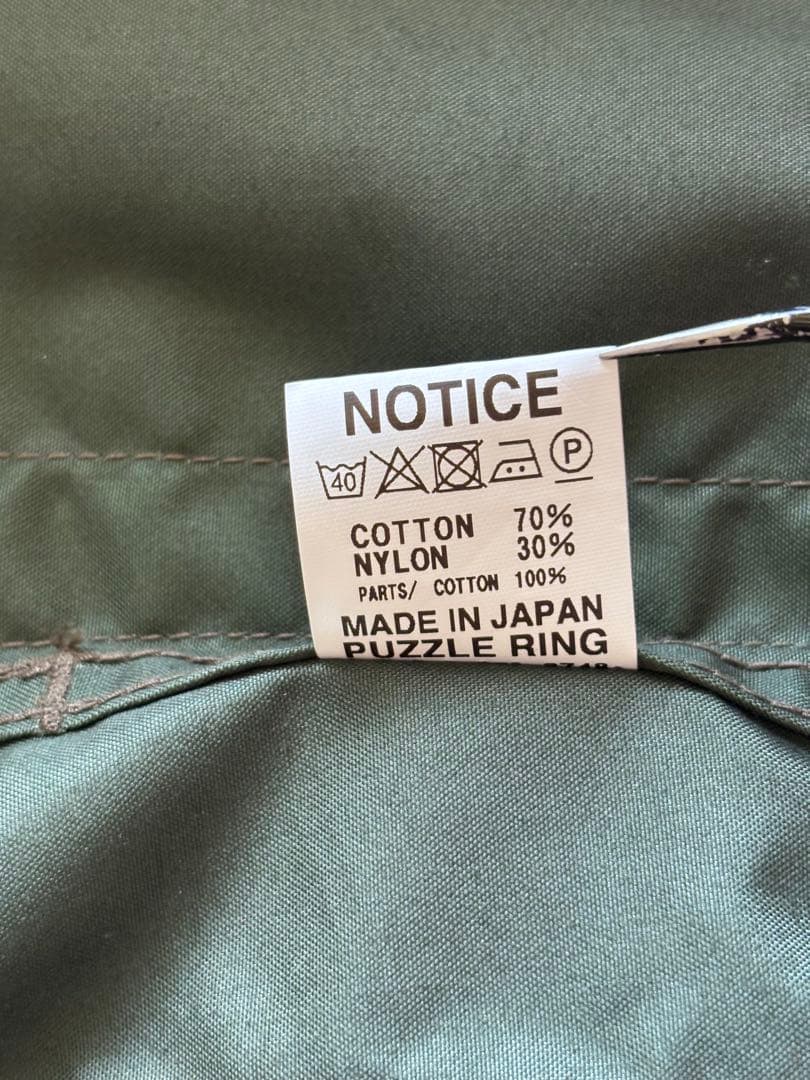 NOTICE
40 P
COTTON 70%
NYLON 30%
PARTS/ COTTON 100%
MADE IN JAPAN
PUZZLE RING